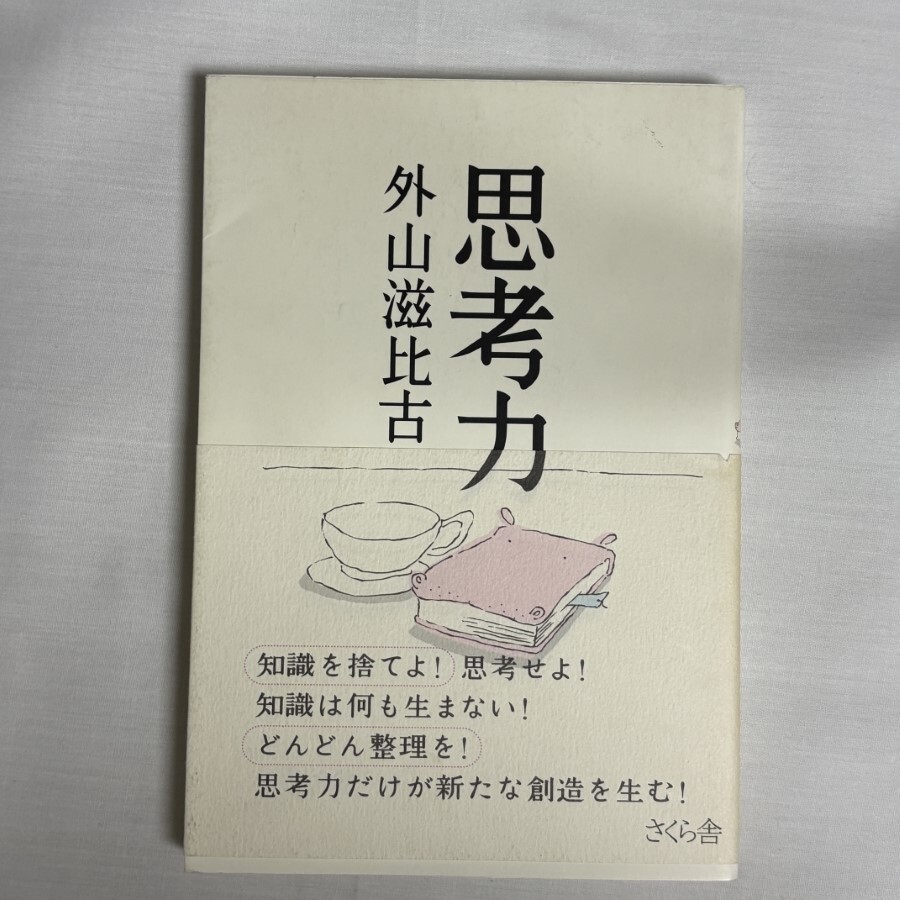 思考力
外山滋比古
知識を捨てよ！思考せよ！
知識は何も生まない！
どんどん整理を！
思考力だけが新たな創造を生む！
さくら舎